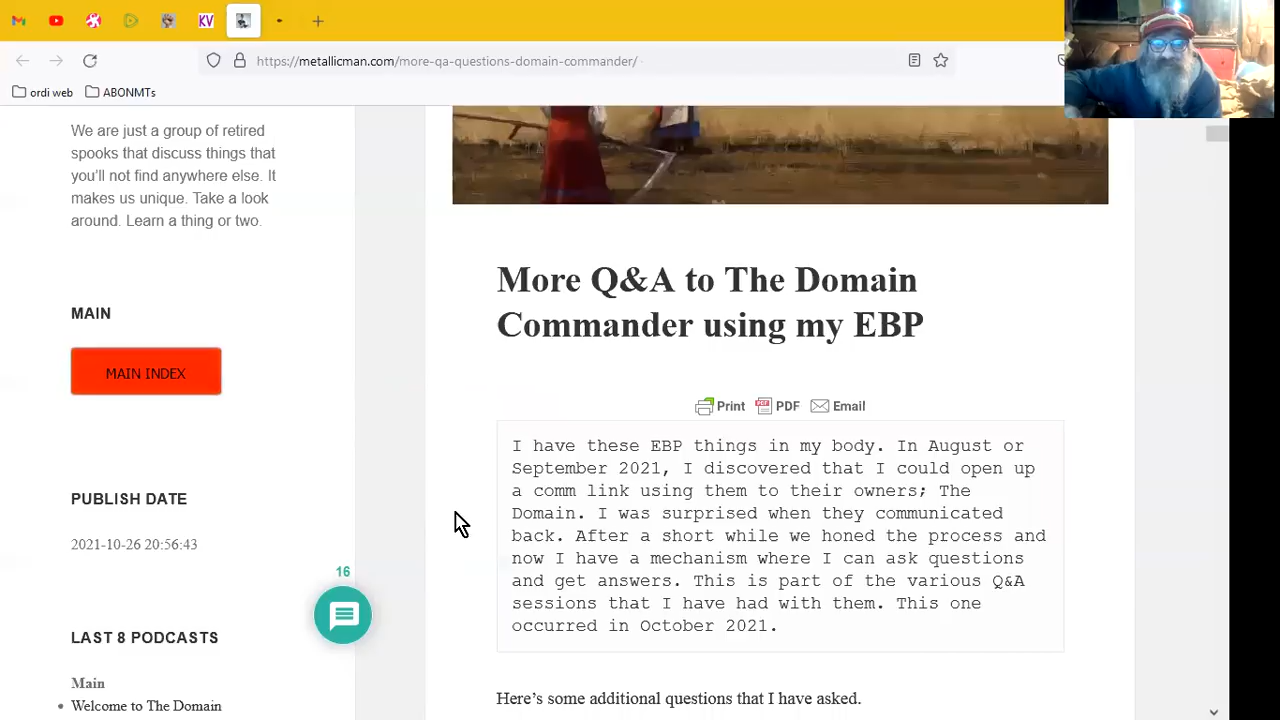 KV
https://metallicman.com/more-qa-questions-domain-commander/
ordi web
ABONMTs
We are just a group of retired
spooks that discuss things that
you'll not find anywhere else. It
makes us unique. Take a look
around. Learn a thing or two.
MAIN
MAIN INDEX
PUBLISH DATE
2021-10-26 20:56:43
16
LAST 8 PODCASTS
Main
Welcome to The Domain
More Q&A to The Domain
Commander using my EBP
Print PDF Email
I have these EBP things in my body. In August or
September 2021, I discovered that I could open up
a comm link using them to their owners; The
Domain. I was surprised when they communicated
back. After a short while we honed the process and
now I have a mechanism where I can ask questions
and get answers. This is part of the various Q&A
sessions that I have had with them. This one
occurred in October 2021.
Here's some additional questions that I have asked.